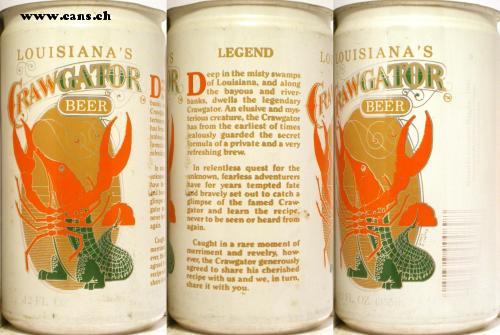 www.cans.ch
LOUISIANA'S
CRAWGATOR
BEER
LEGEND
Deep in the misty swamps
of Louisiana, and along
the bayous and river-
banks, dwells the legendary
Crawgator. An elusive and mys-
terious creature, the Crawgator
has from the earliest of times
jealously guarded the secret
formula of a private and a very
refreshing brew.
In relentless quest for the
unknown, fearless adventurers
have for years tempted fate
and bravely set out to catch a
glimpse of the famed Craw-
gator and learn the recipe,
never to be seen or heard from
again.
Caught in a rare moment of
merriment and revelry, how-
ever, the Crawgator generously
agreed to share his cherished
recipe with us and we, in turn,
share it with you.
LOUISIANA'S
CRAWGATOR
BEER